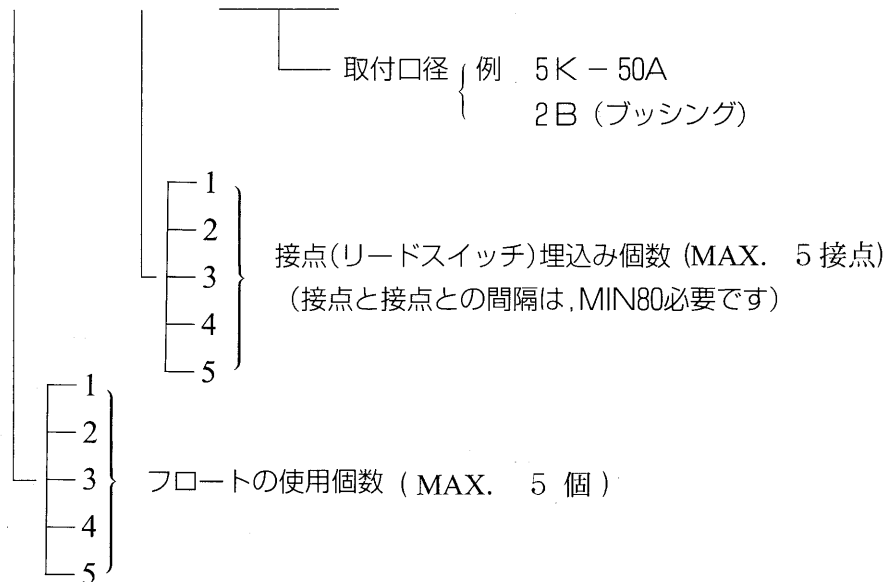 取付口径 例 5K－50A
2B（ブッシング）
1
2
3
4
5
接点(リードスイッチ)埋込み個数 (MAX. 5接点)
（接点と接点との間隔は,MIN80必要です）
1
2
3
4
5
フロートの使用個数 ( MAX. 5 個 )